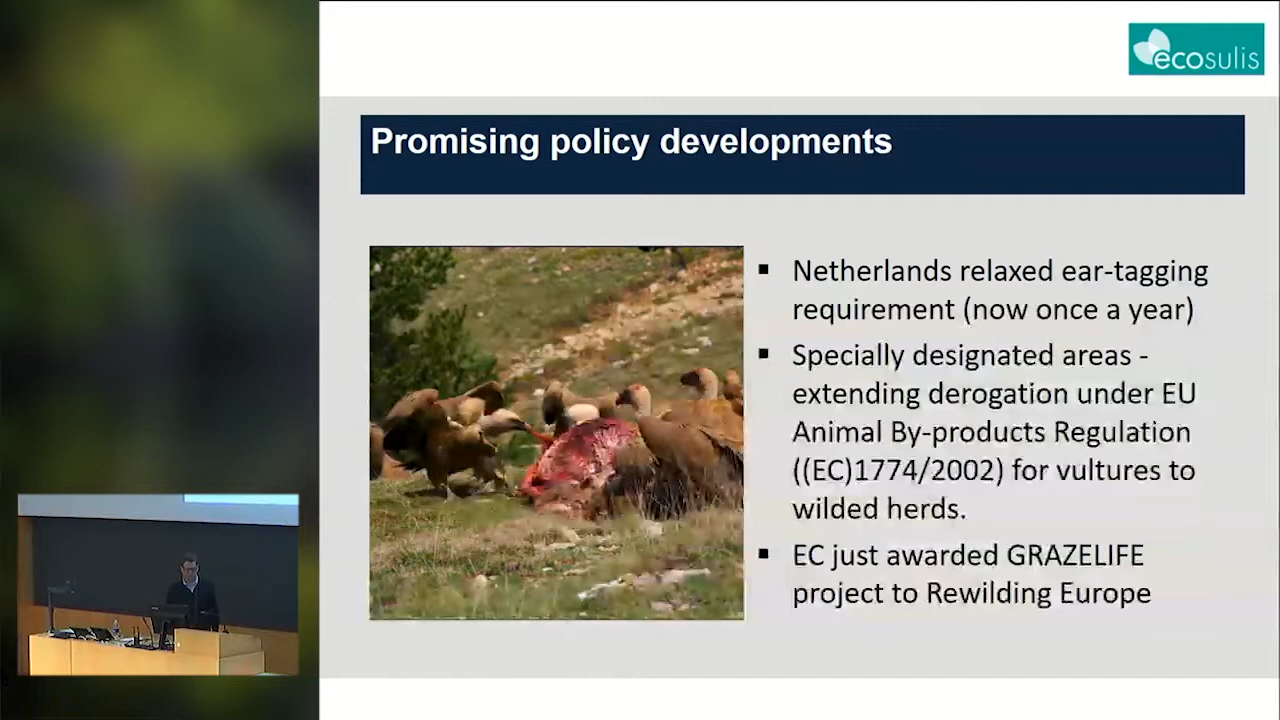 ecosulis
Promising policy developments
▪ Netherlands relaxed ear-tagging
requirement (now once a year)
▪ Specially designated areas -
extending derogation under EU
Animal By-products Regulation
((EC)1774/2002) for vultures to
wilded herds.
▪ EC just awarded GRAZELIFE
project to Rewilding Europe